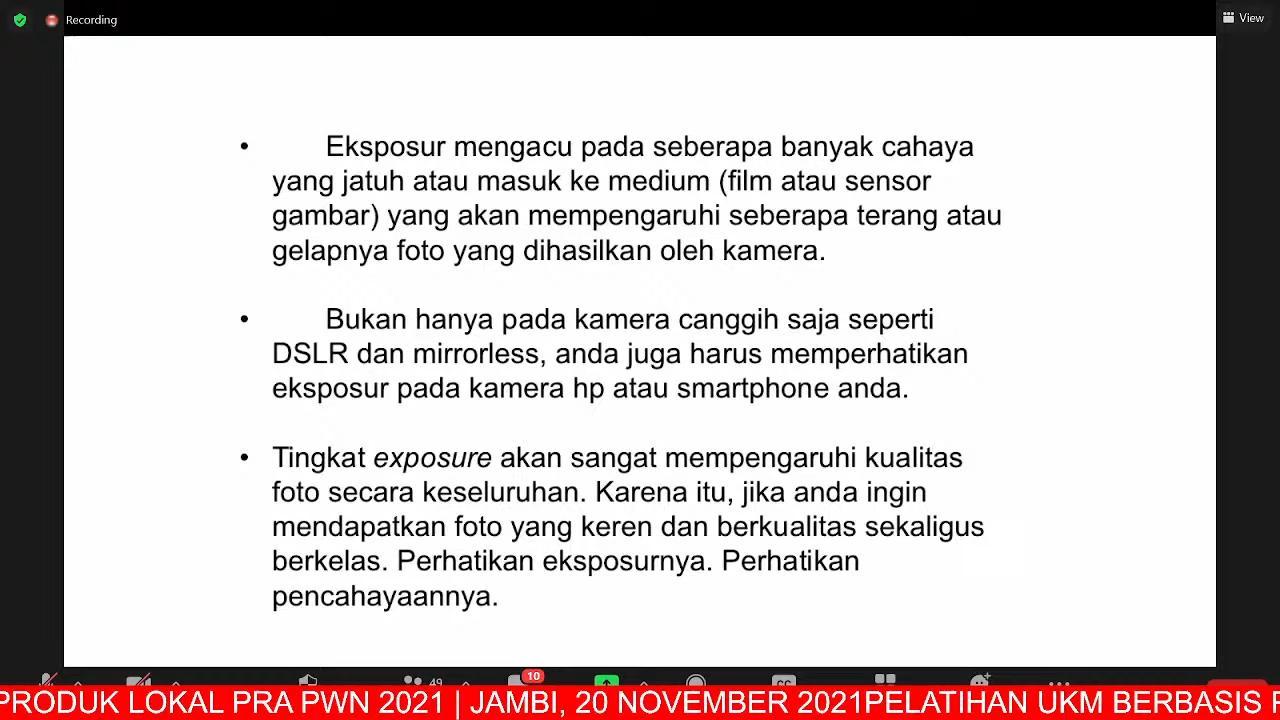 Recording
View
• Eksposur mengacu pada seberapa banyak cahaya
yang jatuh atau masuk ke medium (film atau sensor
gambar) yang akan mempengaruhi seberapa terang atau
gelapnya foto yang dihasilkan oleh kamera.
• Bukan hanya pada kamera canggih saja seperti
DSLR dan mirrorless, anda juga harus memperhatikan
eksposur pada kamera hp atau smartphone anda.
• Tingkat exposure akan sangat mempengaruhi kualitas
foto secara keseluruhan. Karena itu, jika anda ingin
mendapatkan foto yang keren dan berkualitas sekaligus
berkelas. Perhatikan eksposurnya. Perhatikan
pencahayaannya.
49 10 CC
PRODUK LOKAL PRA PWN 2021 | JAMBI, 20 NOVEMBER 2021PELATIHAN UKM BERBASIS